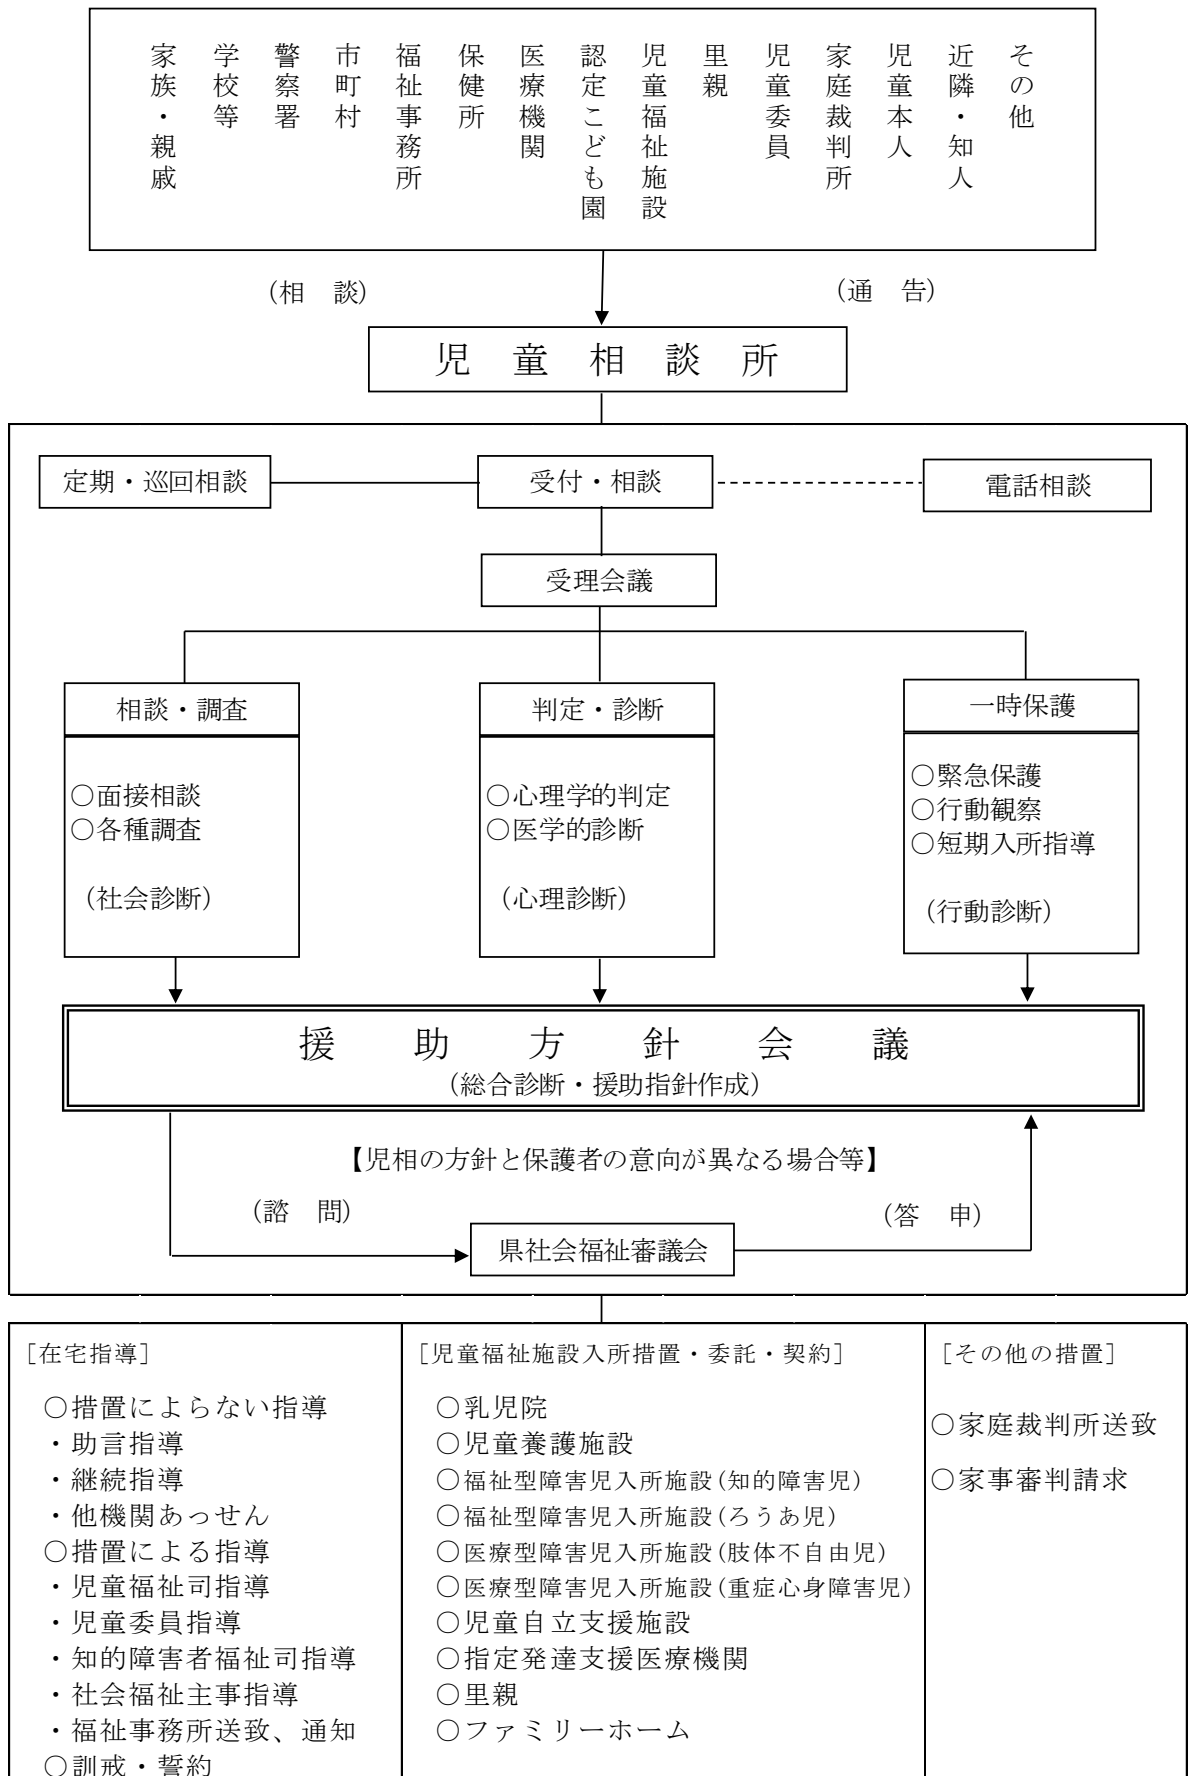 家族・親戚
学校等
警察署
市町村
福祉事務所
保健所
医療機関
認定こども園
児童福祉施設
里親
児童委員
家庭裁判所
児童本人
近隣・知人
その他
（相　談）
（通　告）
児　童　相　談　所
定期・巡回相談
受付・相談
電話相談
受理会議
相談・調査
○面接相談
○各種調査
（社会診断）
判定・診断
○心理学的判定
○医学的診断
（心理診断）
一時保護
○緊急保護
○行動観察
○短期入所指導
（行動診断）
援　助　方　針　会　議
（総合診断・援助指針作成）
【児相の方針と保護者の意向が異なる場合等】
（諮　問）
（答　申）
県社会福祉審議会
［在宅指導］
○措置によらない指導
・助言指導
・継続指導
・他機関あっせん
○措置による指導
・児童福祉司指導
・児童委員指導
・知的障害者福祉司指導
・社会福祉主事指導
・福祉事務所送致、通知
○訓戒・誓約
［児童福祉施設入所措置・委託・契約］
○乳児院
○児童養護施設
○福祉型障害児入所施設（知的障害児）
○福祉型障害児入所施設（ろうあ児）
○医療型障害児入所施設（肢体不自由児）
○医療型障害児入所施設（重症心身障害児）
○児童自立支援施設
○指定発達支援医療機関
○里親
○ファミリーホーム
［その他の措置］
○家庭裁判所送致
○家事審判請求